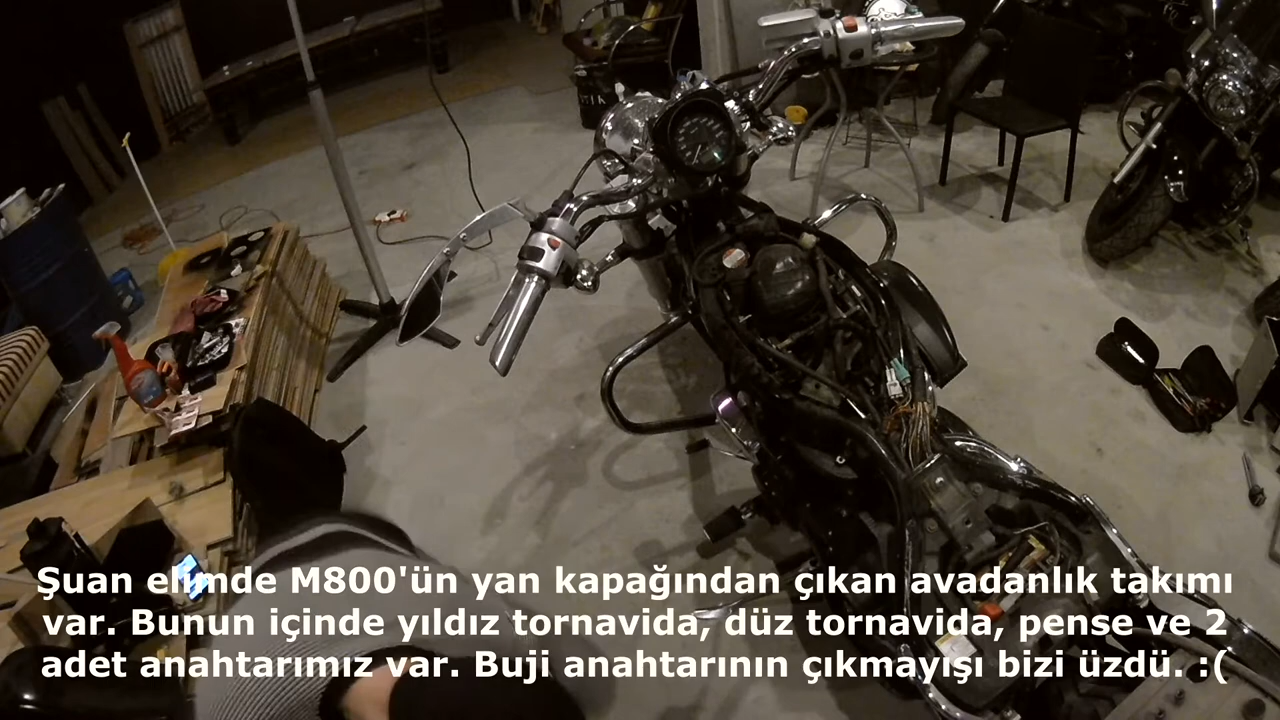 Şuan elimde M800'ün yan kapağından çıkan avadanlık takımı
var. Bunun içinde yıldız tornavida, düz tornavida, pense ve 2
adet anahtarımız var. Buji anahtarının çıkmayışı bizi üzdü. :(